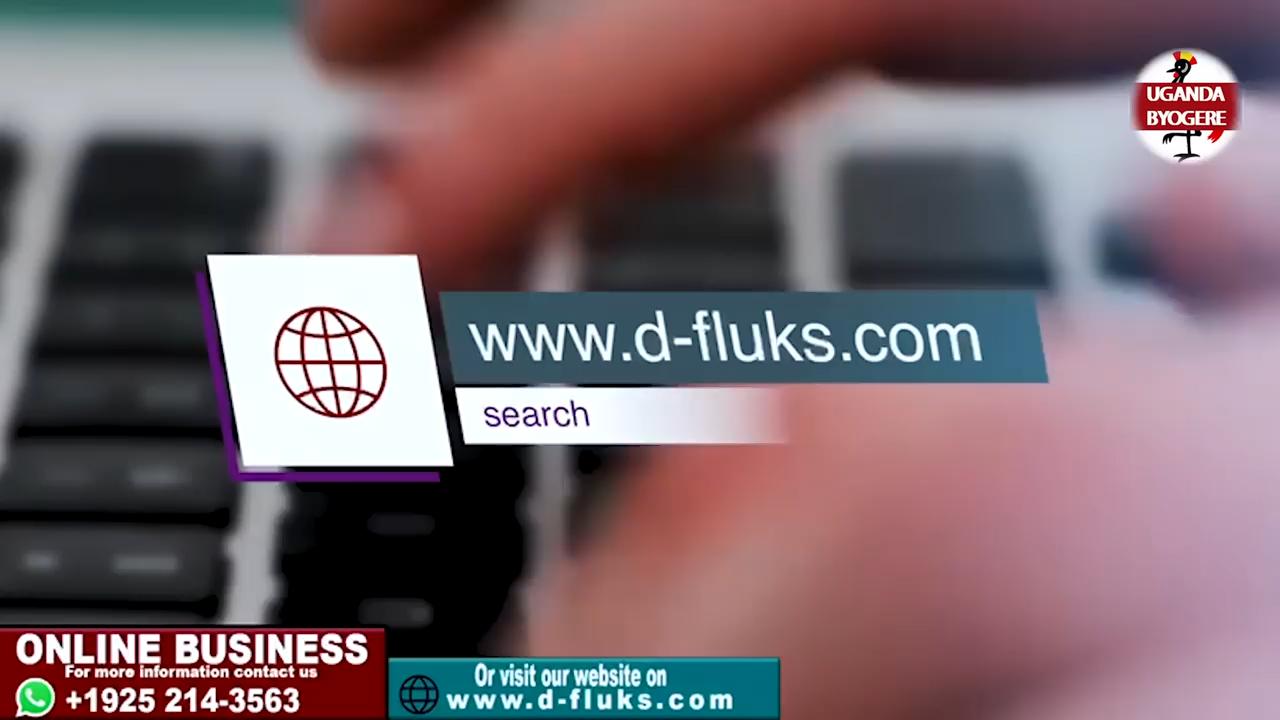 UGANDA
BYOGERE
www.d-fluks.com
search
ONLINE BUSINESS
For more information contact us
+1925 214-3563
Or visit our website on
www.d-fluks.com